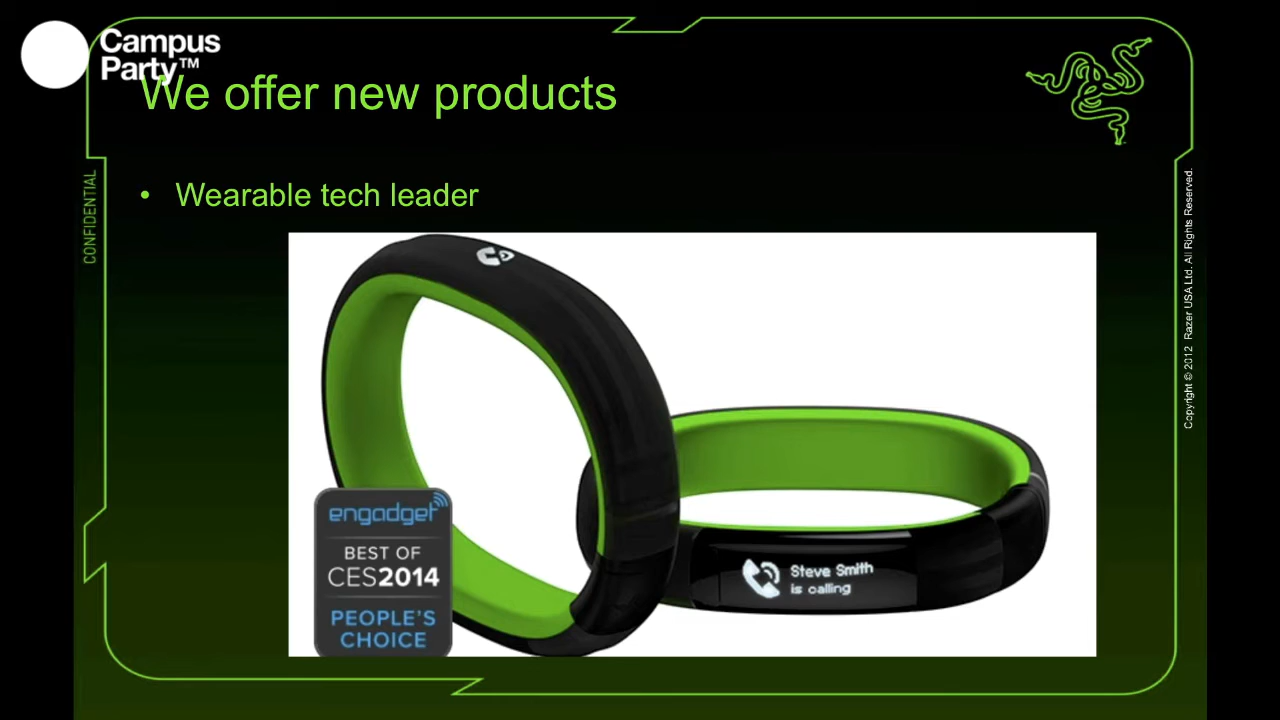 Campus
Party™
We offer new products
• Wearable tech leader
CONFIDENTIAL
Copyright © 2012 Razer USA Ltd. All Rights Reserved.
engadget
BEST OF
CES2014
PEOPLE'S
CHOICE
Steve Smith
is calling